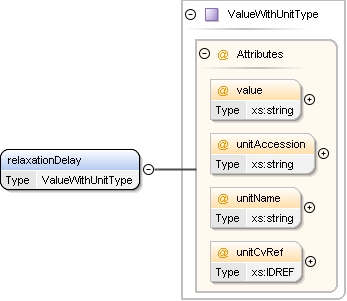 ValueWithUnitType
@ Attributes
@ value
Type xs:string
@ unitAccession
Type xs:string
relaxationDelay
Type ValueWithUnitType
@ unitName
Type xs:string
@ unitCvRef
Type xs:IDREF